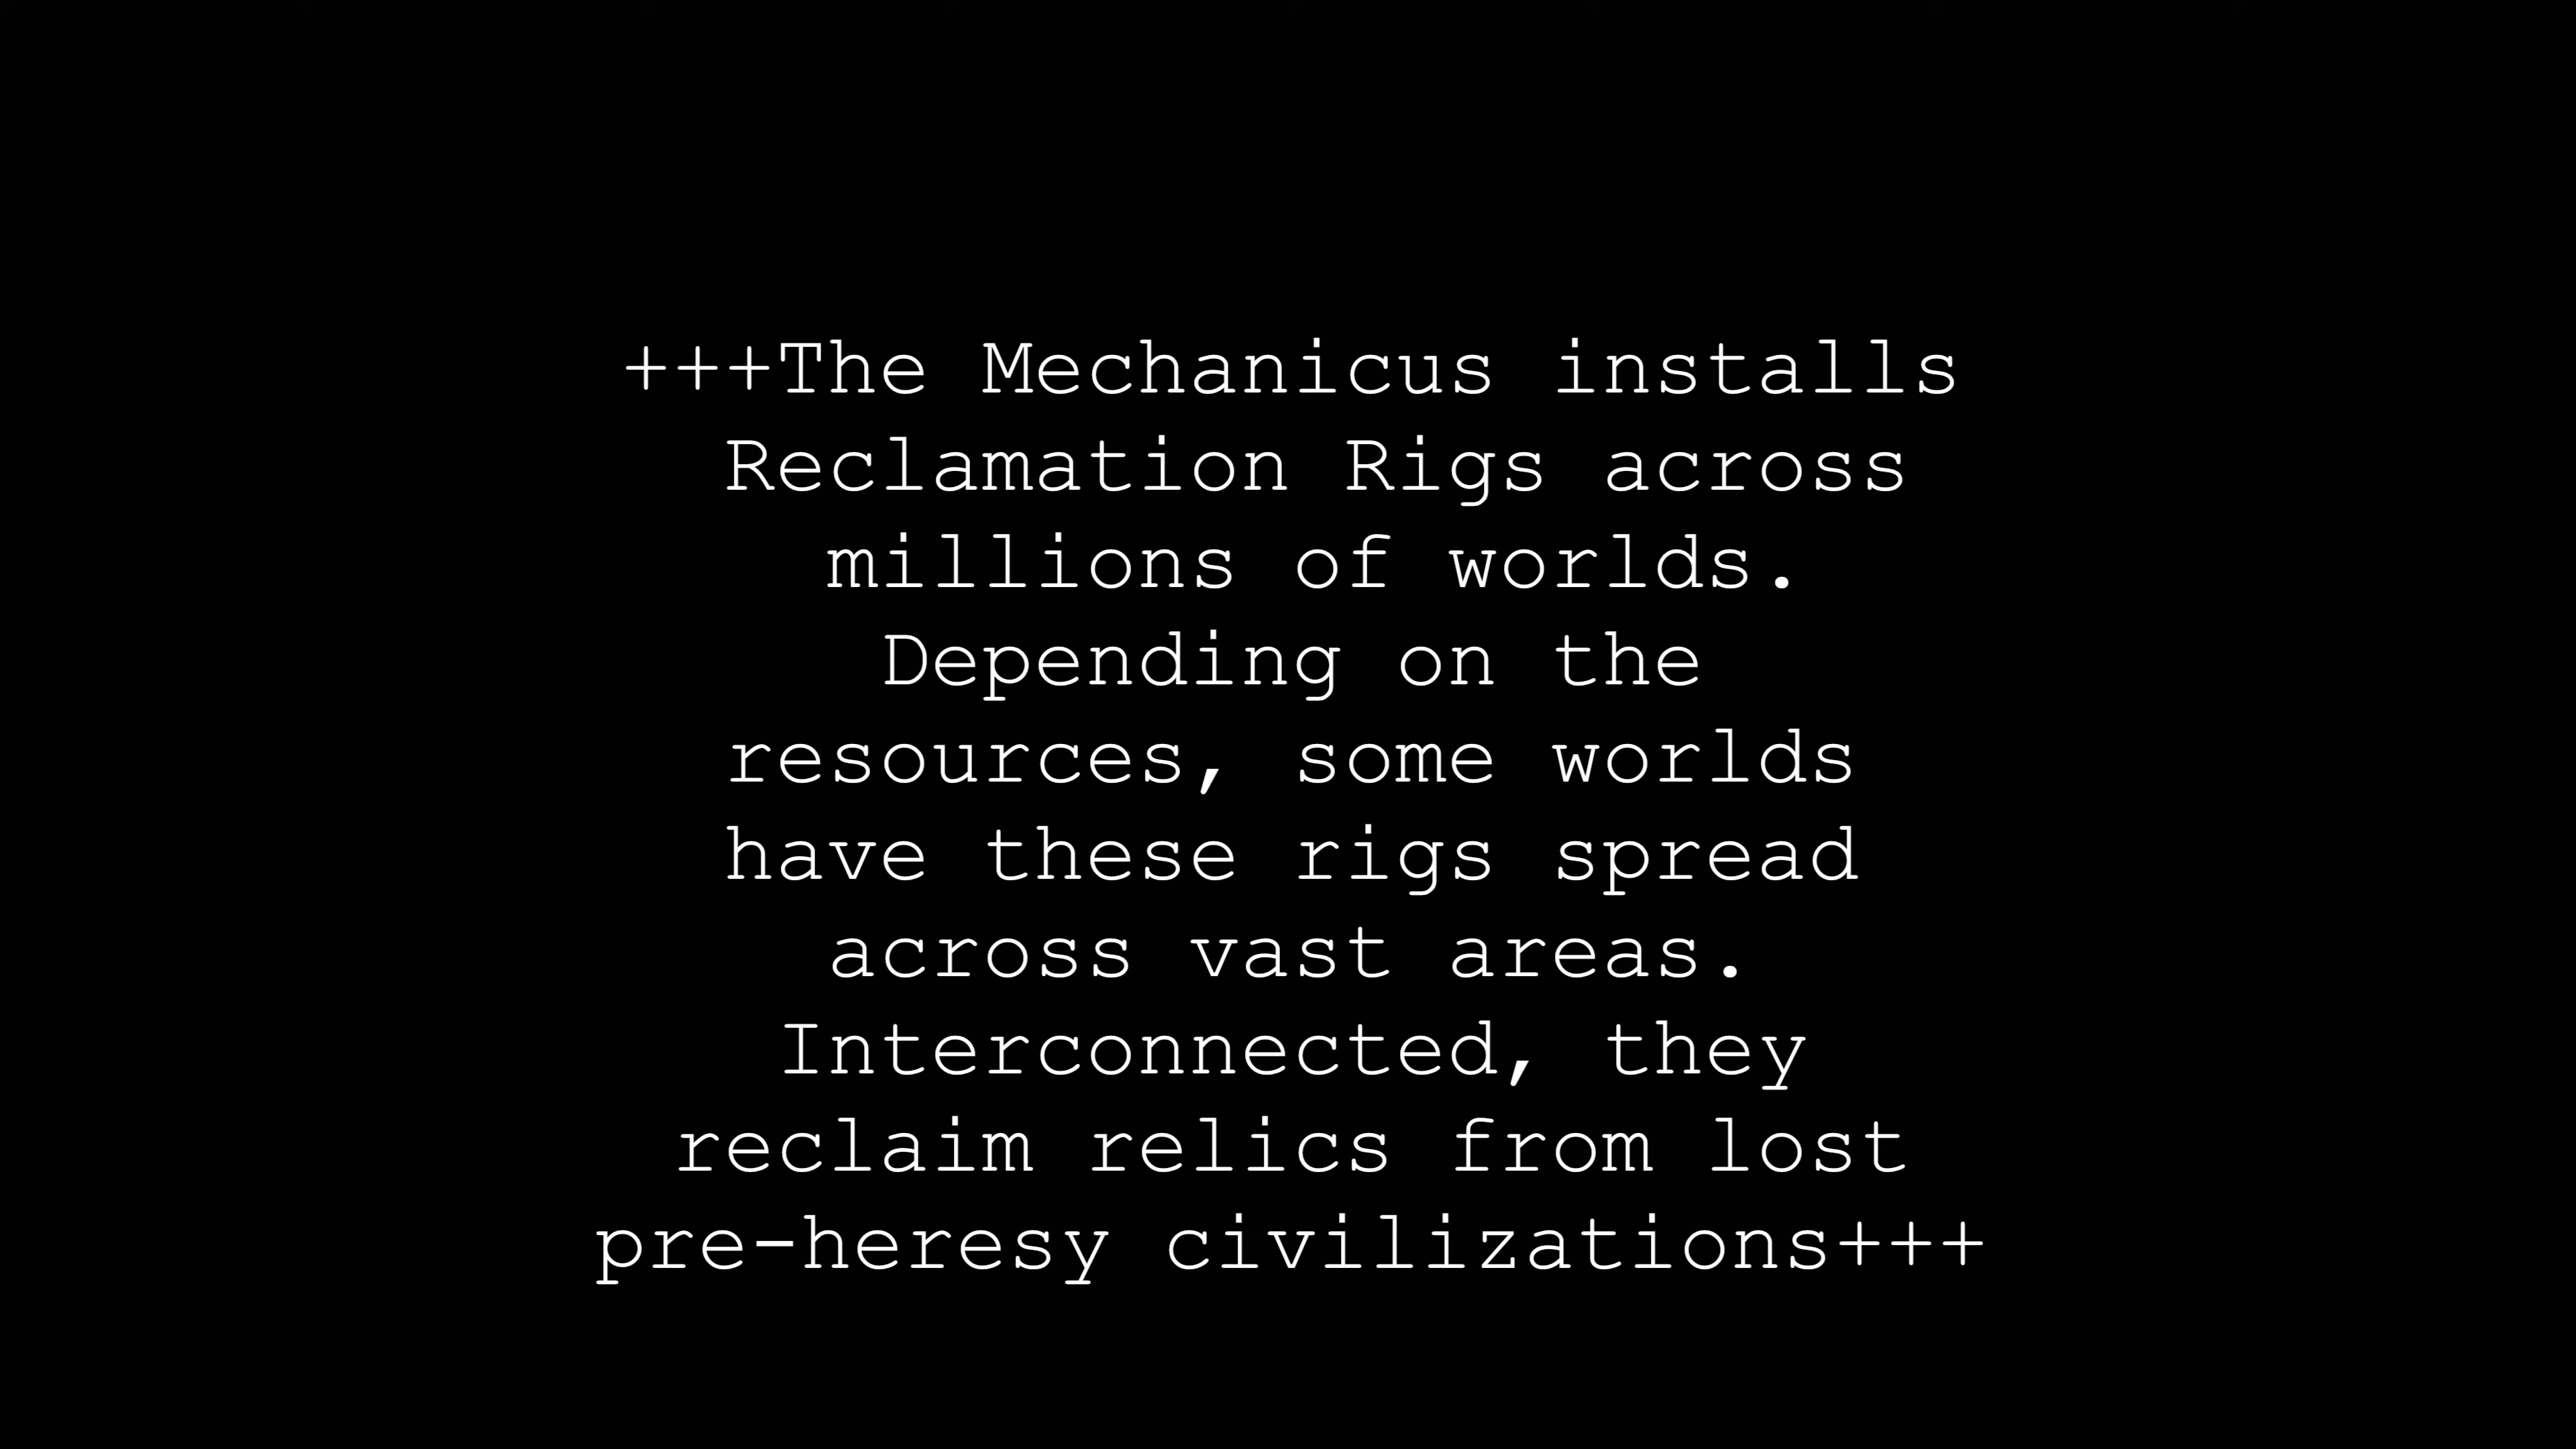 +++The Mechanicus installs
Reclamation Rigs across
millions of worlds.
Depending on the
resources, some worlds
have these rigs spread
across vast areas.
Interconnected, they
reclaim relics from lost
pre-heresy civilizations+++